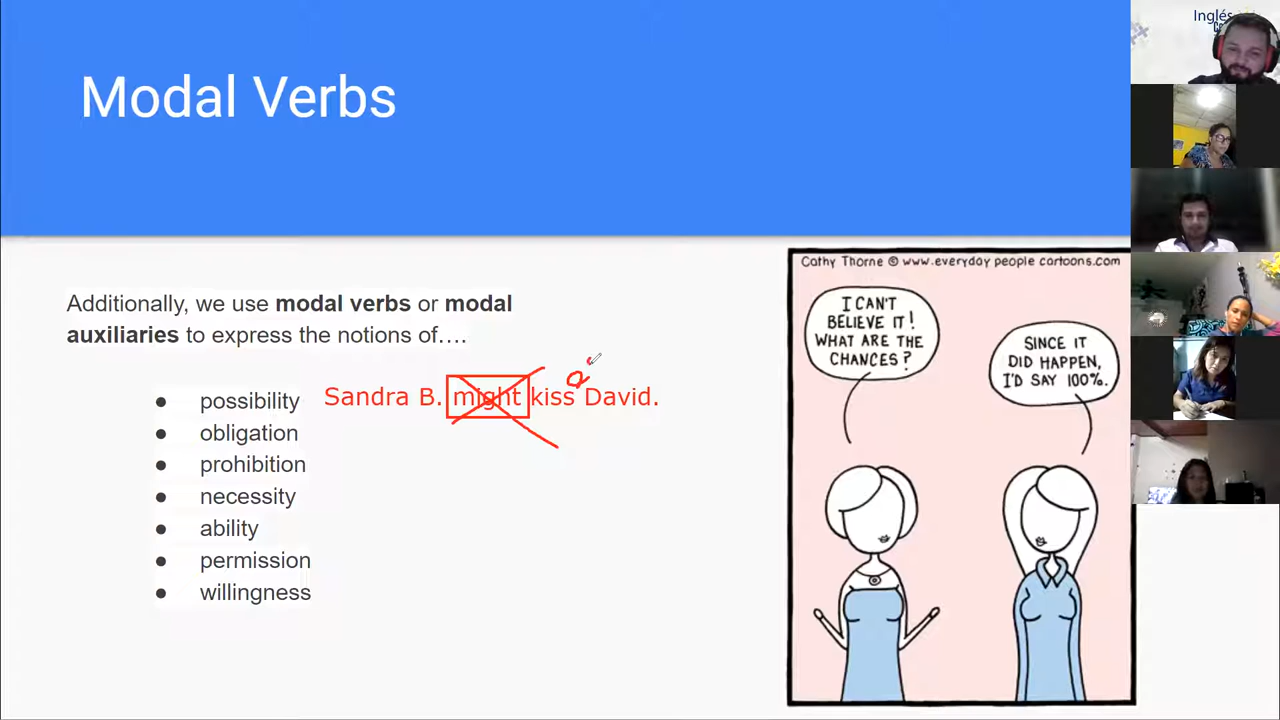 Modal Verbs
Inglés
Additionally, we use modal verbs or modal
auxiliaries to express the notions of….
● possibility
● obligation
● prohibition
● necessity
● ability
● permission
● willingness
Sandra B. might kiss David.
a
Cathy Thorne © www.everyday people cartoons.com
I CAN'T
BELIEVE IT!
WHAT ARE THE
CHANCES?
SINCE IT
DID HAPPEN,
I'D SAY 100%.